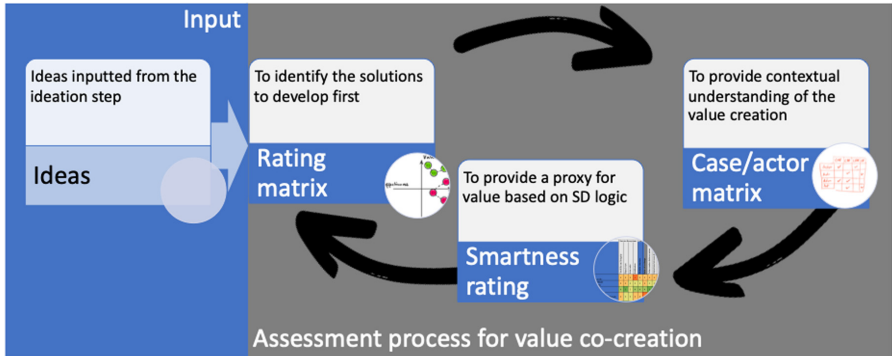 Input
Ideas inputted from the
ideation step
Ideas
To identify the solutions
to develop first
Rating
matrix
To provide contextual
understanding of the
value creation
Case/actor
matrix
To provide a proxy for
value based on SD logic
Smartness
rating
Assessment process for value co-creation